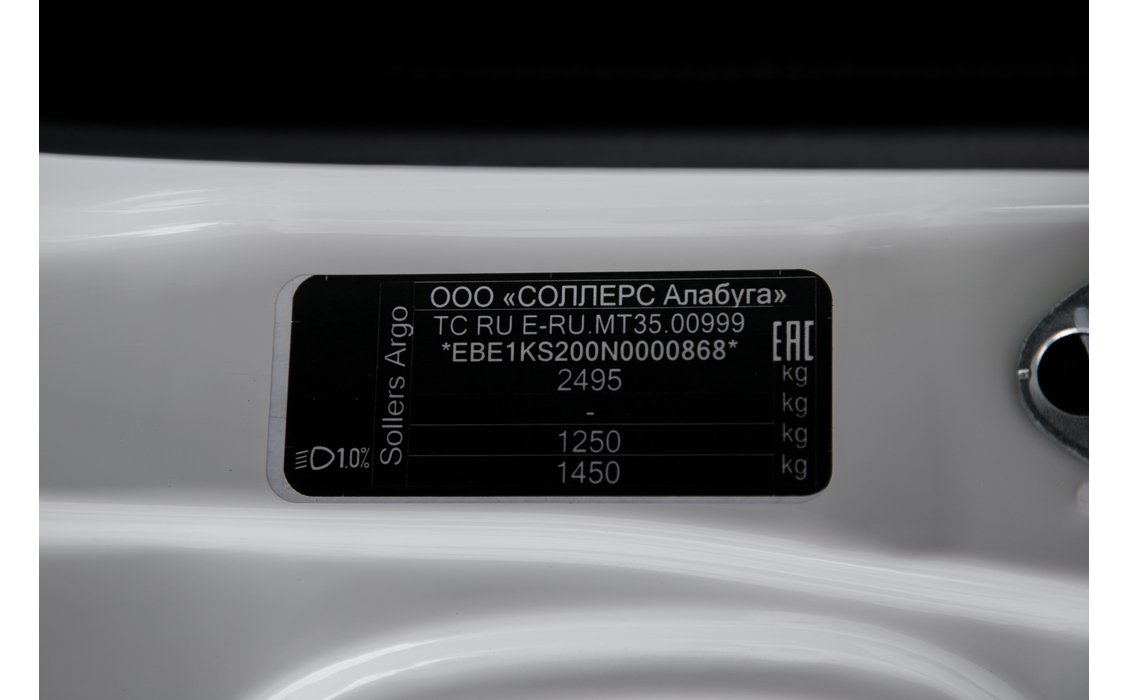 ООО «СОЛЛЕРС Алабуга»
TC RU E-RU.MT35.00999
*EBE1KS200N0000868*
EAC
2495 kg
- kg
1250 kg
1450 kg
Sollers Argo
1.0%